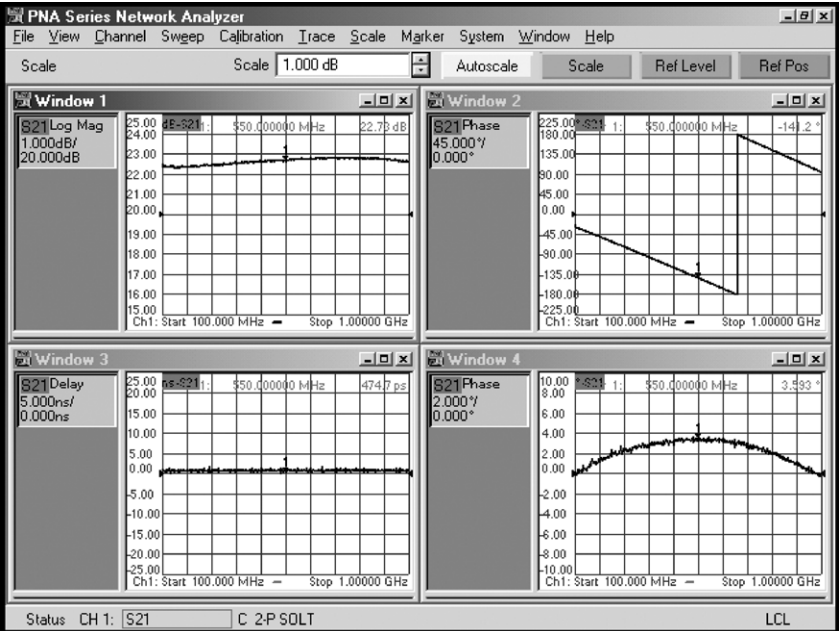 PNA Series Network Analyzer
File View Channel Sweep Calibration Trace Scale Marker System Window Help
Scale Scale 1.000 dB Autoscale Scale Ref Level Ref Pos
Window 1
S21 Log Mag
1.000dB/
20.000dB
dB-S21 1: 550.000000 MHz 22.73 dB
25.00
24.00
23.00
22.00
21.00
20.00
19.00
18.00
17.00
16.00
15.00
Ch1: Start 100.000 MHz Stop 1.00000 GHz
Window 2
S21 Phase
45.000°/
0.000°
°-S21 1: 550.000000 MHz -141.2 °
225.00
180.00
135.00
90.00
45.00
0.00
-45.00
-90.00
-135.00
-180.00
-225.00
1
Ch1: Start 100.000 MHz Stop 1.00000 GHz
Window 3
S21 Delay
5.000ns/
0.000ns
ns-S21 1: 550.000000 MHz 474.7 ps
25.00
20.00
15.00
10.00
5.00
0.00
-5.00
-10.00
-15.00
-20.00
-25.00
1
Ch1: Start 100.000 MHz Stop 1.00000 GHz
Window 4
S21 Phase
2.000°/
0.000°
°-S21 1: 550.000000 MHz 3.593 °
10.00
8.00
6.00
4.00
2.00
0.00
-2.00
-4.00
-6.00
-8.00
-10.00
1
Ch1: Start 100.000 MHz Stop 1.00000 GHz
Status CH 1: S21 C 2-P SOLT LCL